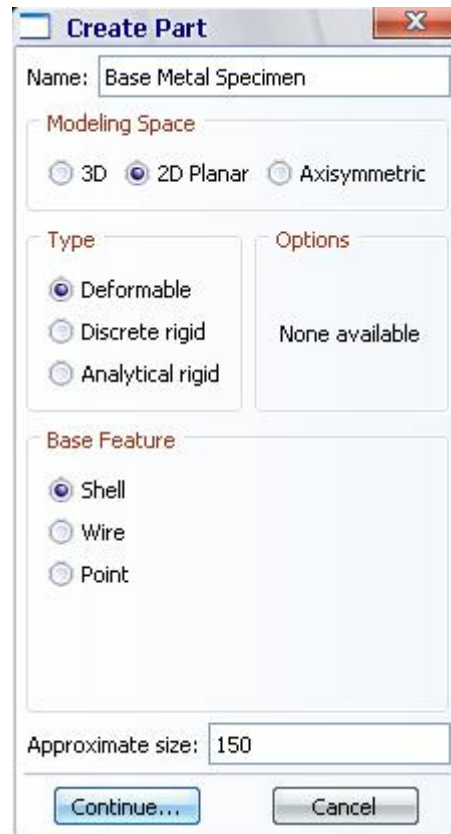 Create Part
Name: Base Metal Specimen
Modeling Space
3D 2D Planar Axisymmetric
Type
Deformable
Discrete rigid
Analytical rigid
Options
None available
Base Feature
Shell
Wire
Point
Approximate size: 150
Continue... Cancel